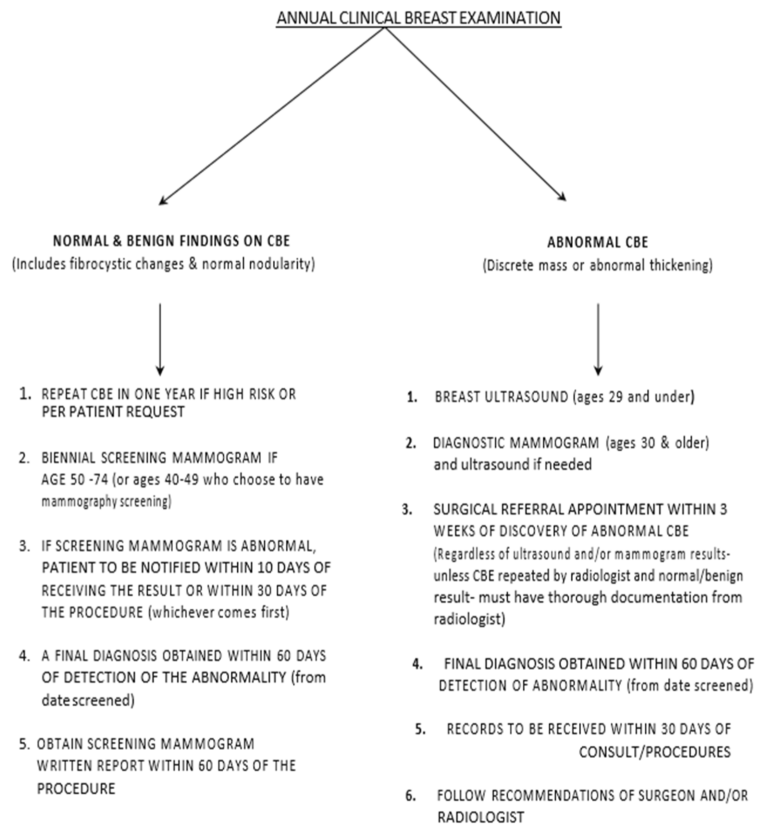 ANNUAL CLINICAL BREAST EXAMINATION
NORMAL & BENIGN FINDINGS ON CBE
(Includes fibrocystic changes & normal nodularity)
1. REPEAT CBE IN ONE YEAR IF HIGH RISK OR
PER PATIENT REQUEST
2. BIENNIAL SCREENING MAMMOGRAM IF
AGE 50 -74 (or ages 40-49 who choose to have
mammography screening)
3. IF SCREENING MAMMOGRAM IS ABNORMAL,
PATIENT TO BE NOTIFIED WITHIN 10 DAYS OF
RECEIVING THE RESULT OR WITHIN 30 DAYS OF
THE PROCEDURE (whichever comes first)
4. A FINAL DIAGNOSIS OBTAINED WITHIN 60 DAYS
OF DETECTION OF THE ABNORMALITY (from
date screened)
5. OBTAIN SCREENING MAMMOGRAM
WRITTEN REPORT WITHIN 60 DAYS OF THE
PROCEDURE
ABNORMAL CBE
(Discrete mass or abnormal thickening)
1. BREAST ULTRASOUND (ages 29 and under)
2. DIAGNOSTIC MAMMOGRAM (ages 30 & older)
and ultrasound if needed
3. SURGICAL REFERRAL APPOINTMENT WITHIN 3
WEEKS OF DISCOVERY OF ABNORMAL CBE
(Regardless of ultrasound and/or mammogram results-
unless CBE repeated by radiologist and normal/benign
result- must have thorough documentation from
radiologist)
4. FINAL DIAGNOSIS OBTAINED WITHIN 60 DAYS OF
DETECTION OF ABNORMALITY (from date screened)
5. RECORDS TO BE RECEIVED WITHIN 30 DAYS OF
CONSULT/PROCEDURES
6. FOLLOW RECOMMENDATIONS OF SURGEON AND/OR
RADIOLOGIST